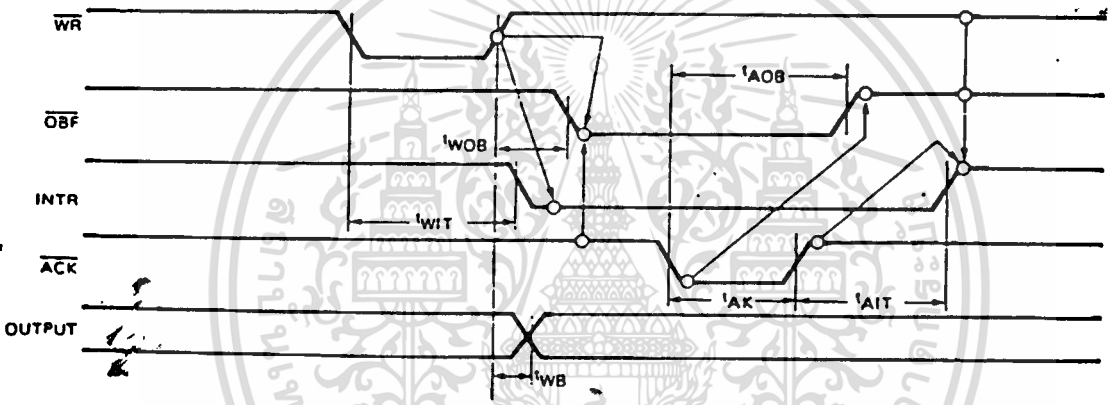 WR
tAOB
OBF
tWOB
INTR
tWIT
ACK
tAK
tAIT
OUTPUT
tWB